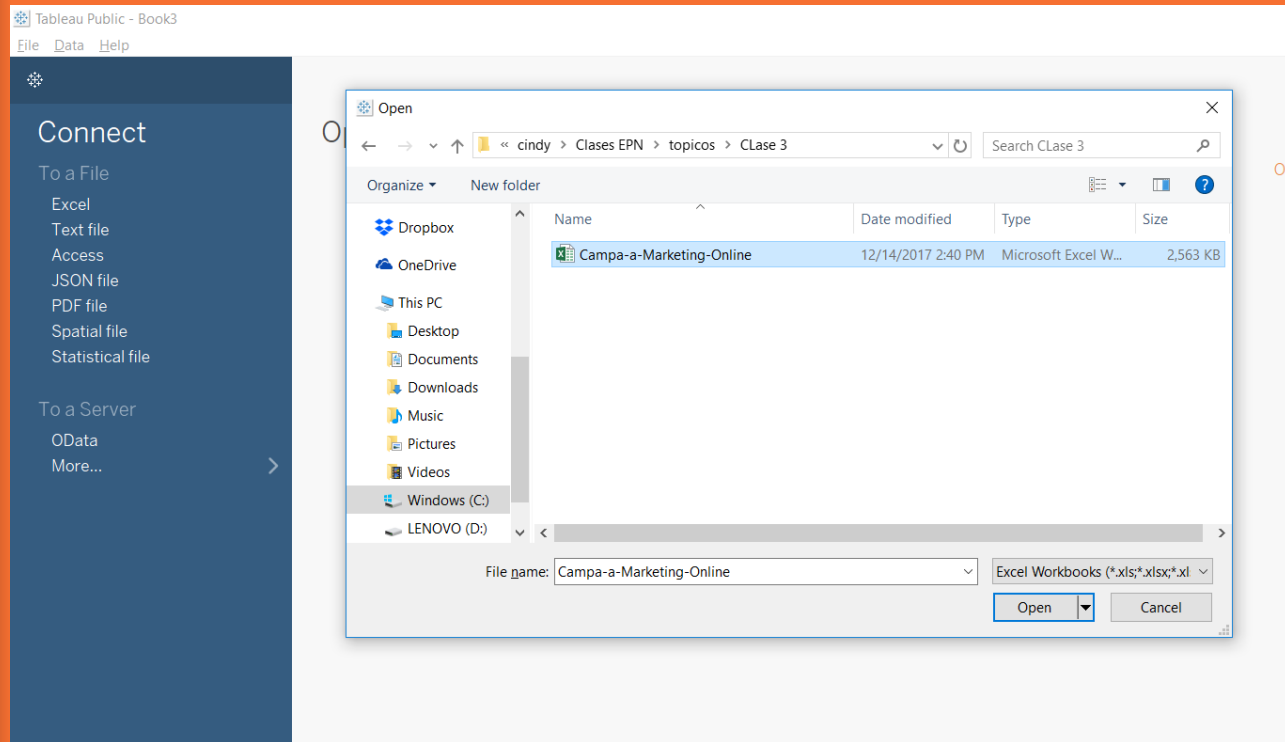 Tableau Public - Book3
File Data Help
Connect
To a File
Excel
Text file
Access
JSON file
PDF file
Spatial file
Statistical file
To a Server
OData
More...
Open
« cindy > Clases EPN > topicos > CLase 3
Search CLase 3
Organize New folder
Name Date modified Type Size
Dropbox
OneDrive
This PC
Desktop
Documents
Downloads
Music
Pictures
Videos
Windows (C:)
LENOVO (D:)
Campa-a-Marketing-Online 12/14/2017 2:40 PM Microsoft Excel W... 2,563 KB
File name: Campa-a-Marketing-Online
Excel Workbooks (*.xls;*.xlsx;*.xl
Open Cancel